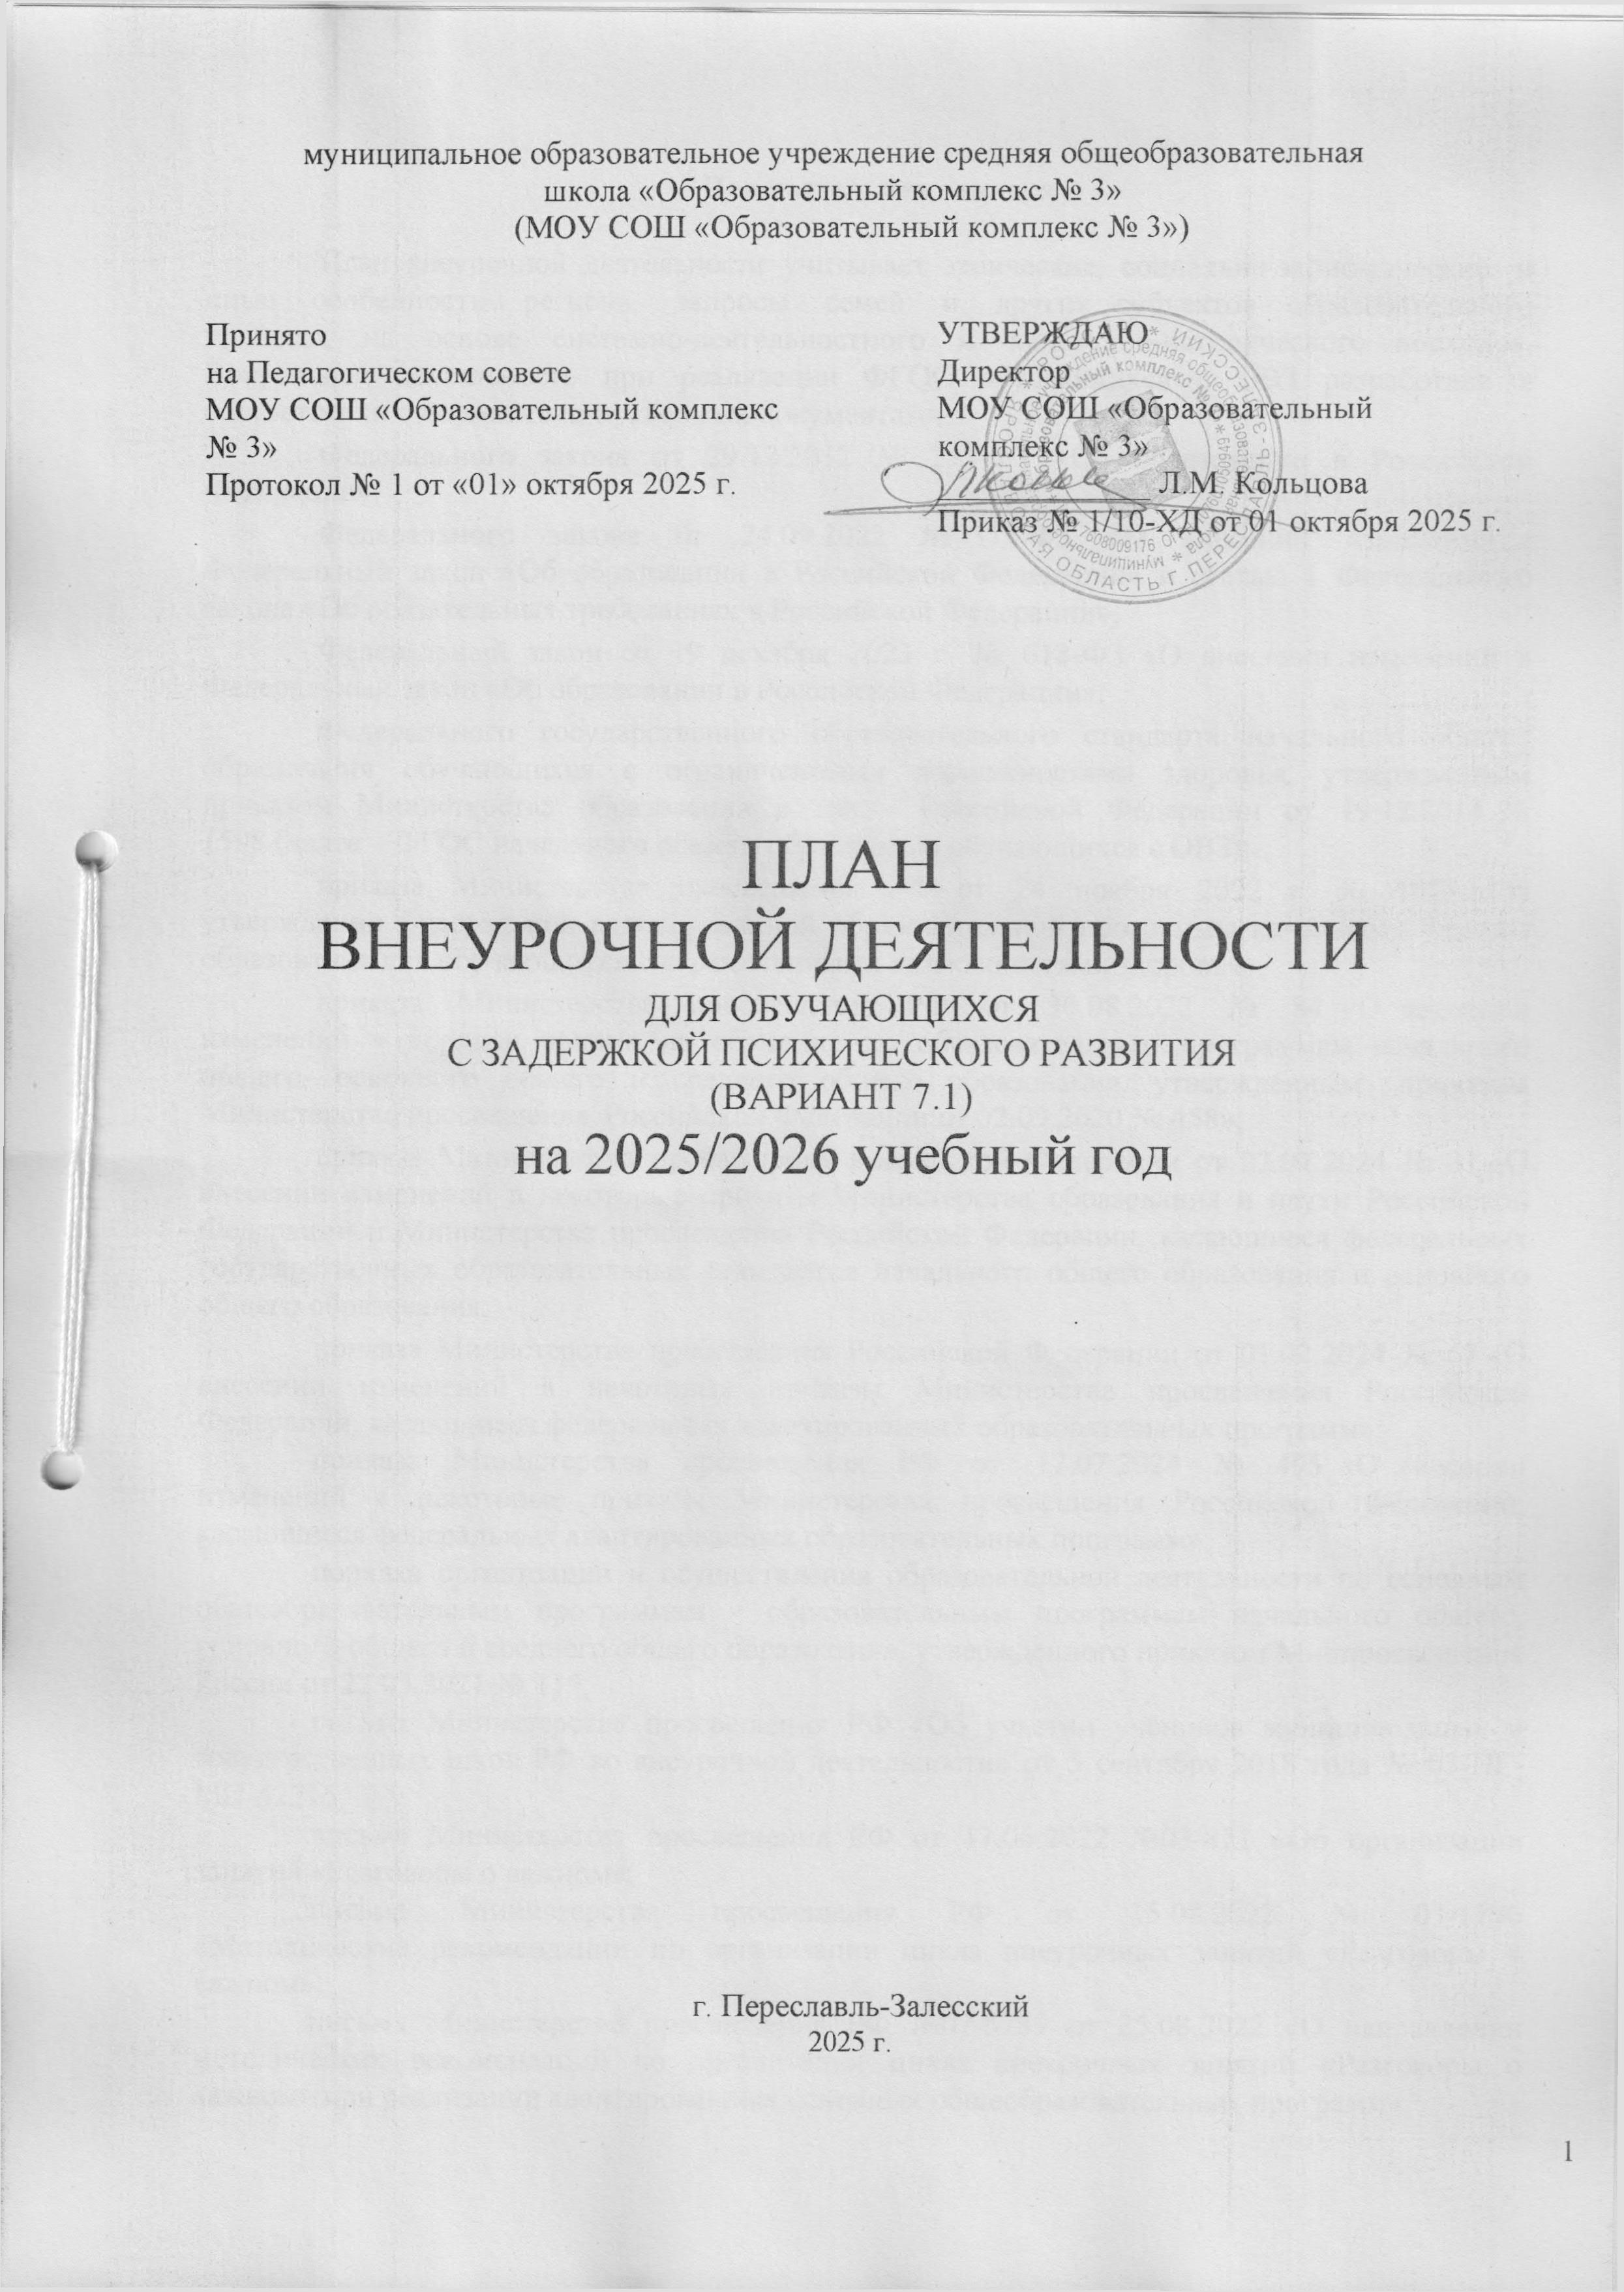 муниципальное образовательное учреждение средняя общеобразовательная
школа «Образовательный комплекс № 3»
(МОУ СОШ «Образовательный комплекс № 3»)
Принято
на Педагогическом совете
МОУ СОШ «Образовательный комплекс
№ 3»
Протокол № 1 от «01» октября 2025 г.
УТВЕРЖДАЮ
Директор
МОУ СОШ «Образовательный
комплекс № 3»
Л.М. Кольцова
Приказ № 1/10-ХД от 01 октября 2025 г.
ПЛАН
ВНЕУРОЧНОЙ ДЕЯТЕЛЬНОСТИ
ДЛЯ ОБУЧАЮЩИХСЯ
С ЗАДЕРЖКОЙ ПСИХИЧЕСКОГО РАЗВИТИЯ
(ВАРИАНТ 7.1)
на 2025/2026 учебный год
г. Переславль-Залесский
2025 г.
1